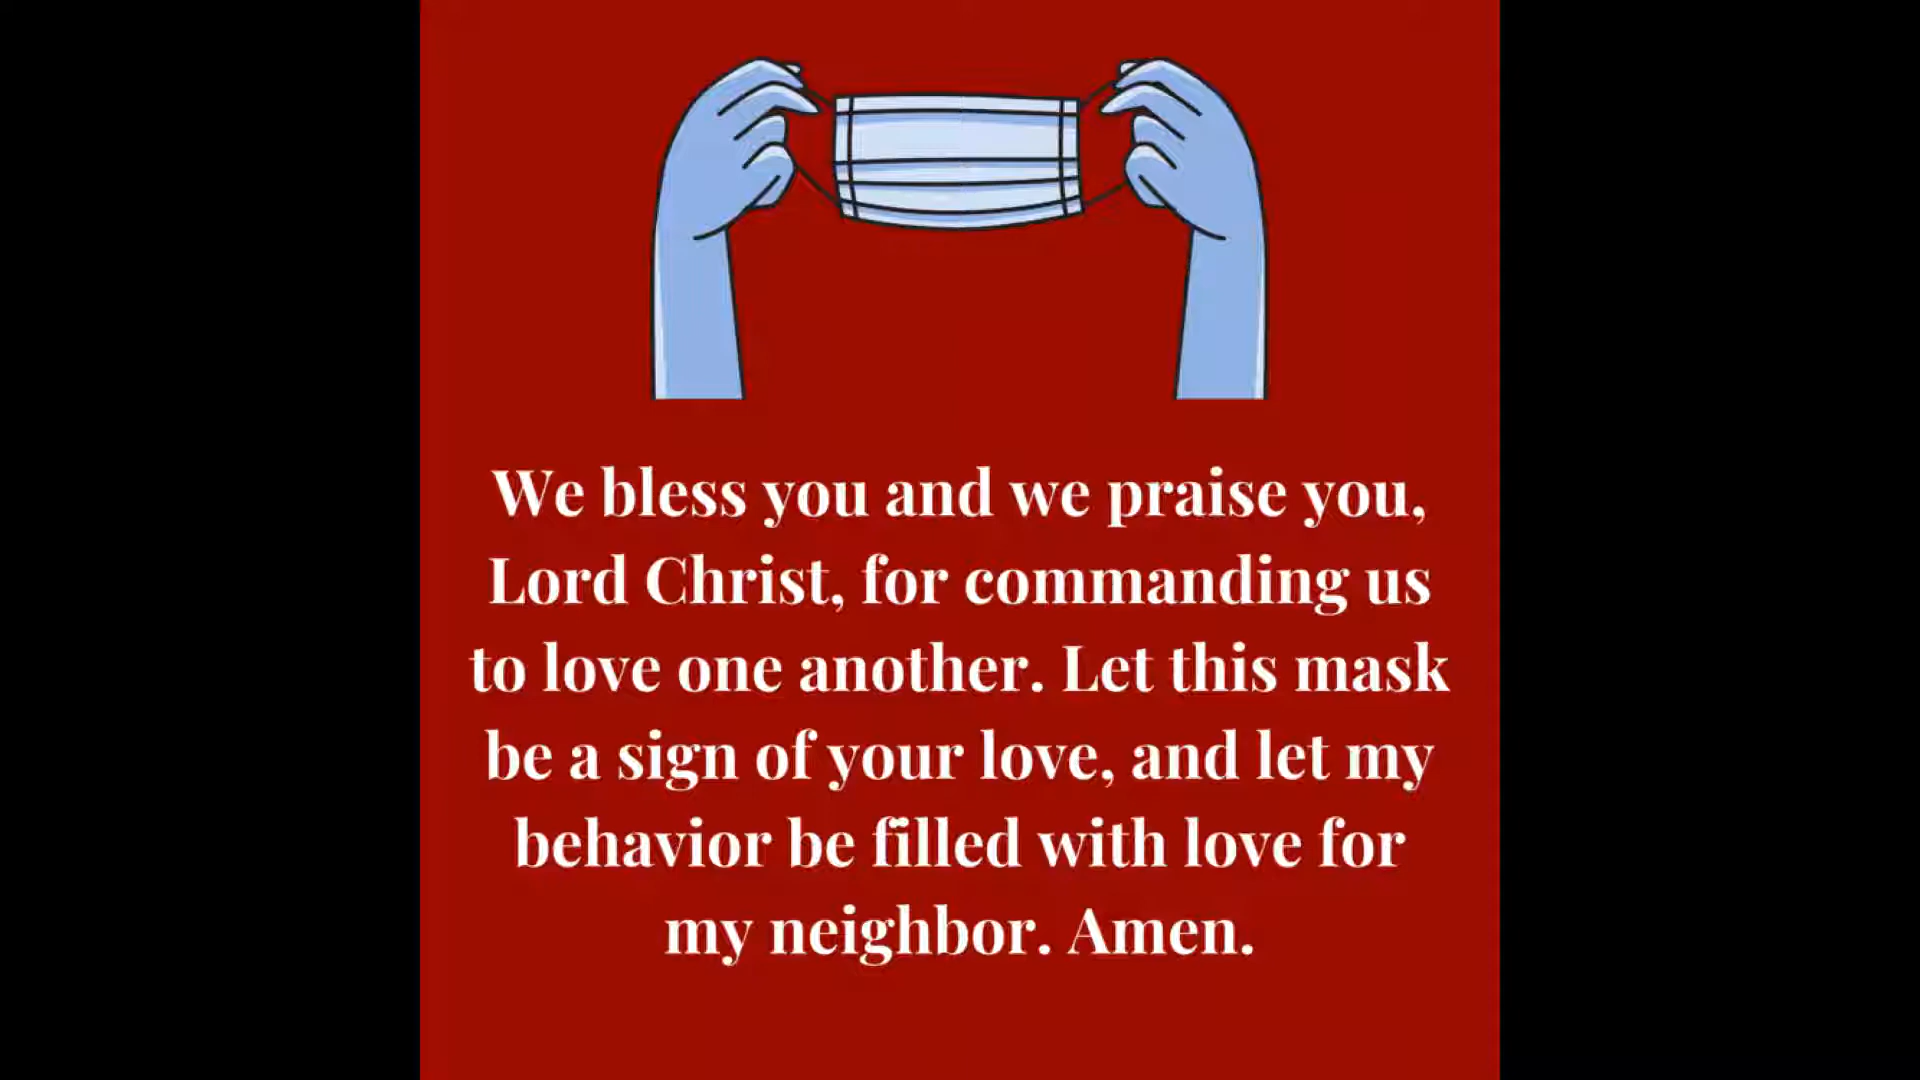 We bless you and we praise you,
Lord Christ, for commanding us
to love one another. Let this mask
be a sign of your love, and let my
behavior be filled with love for
my neighbor. Amen.